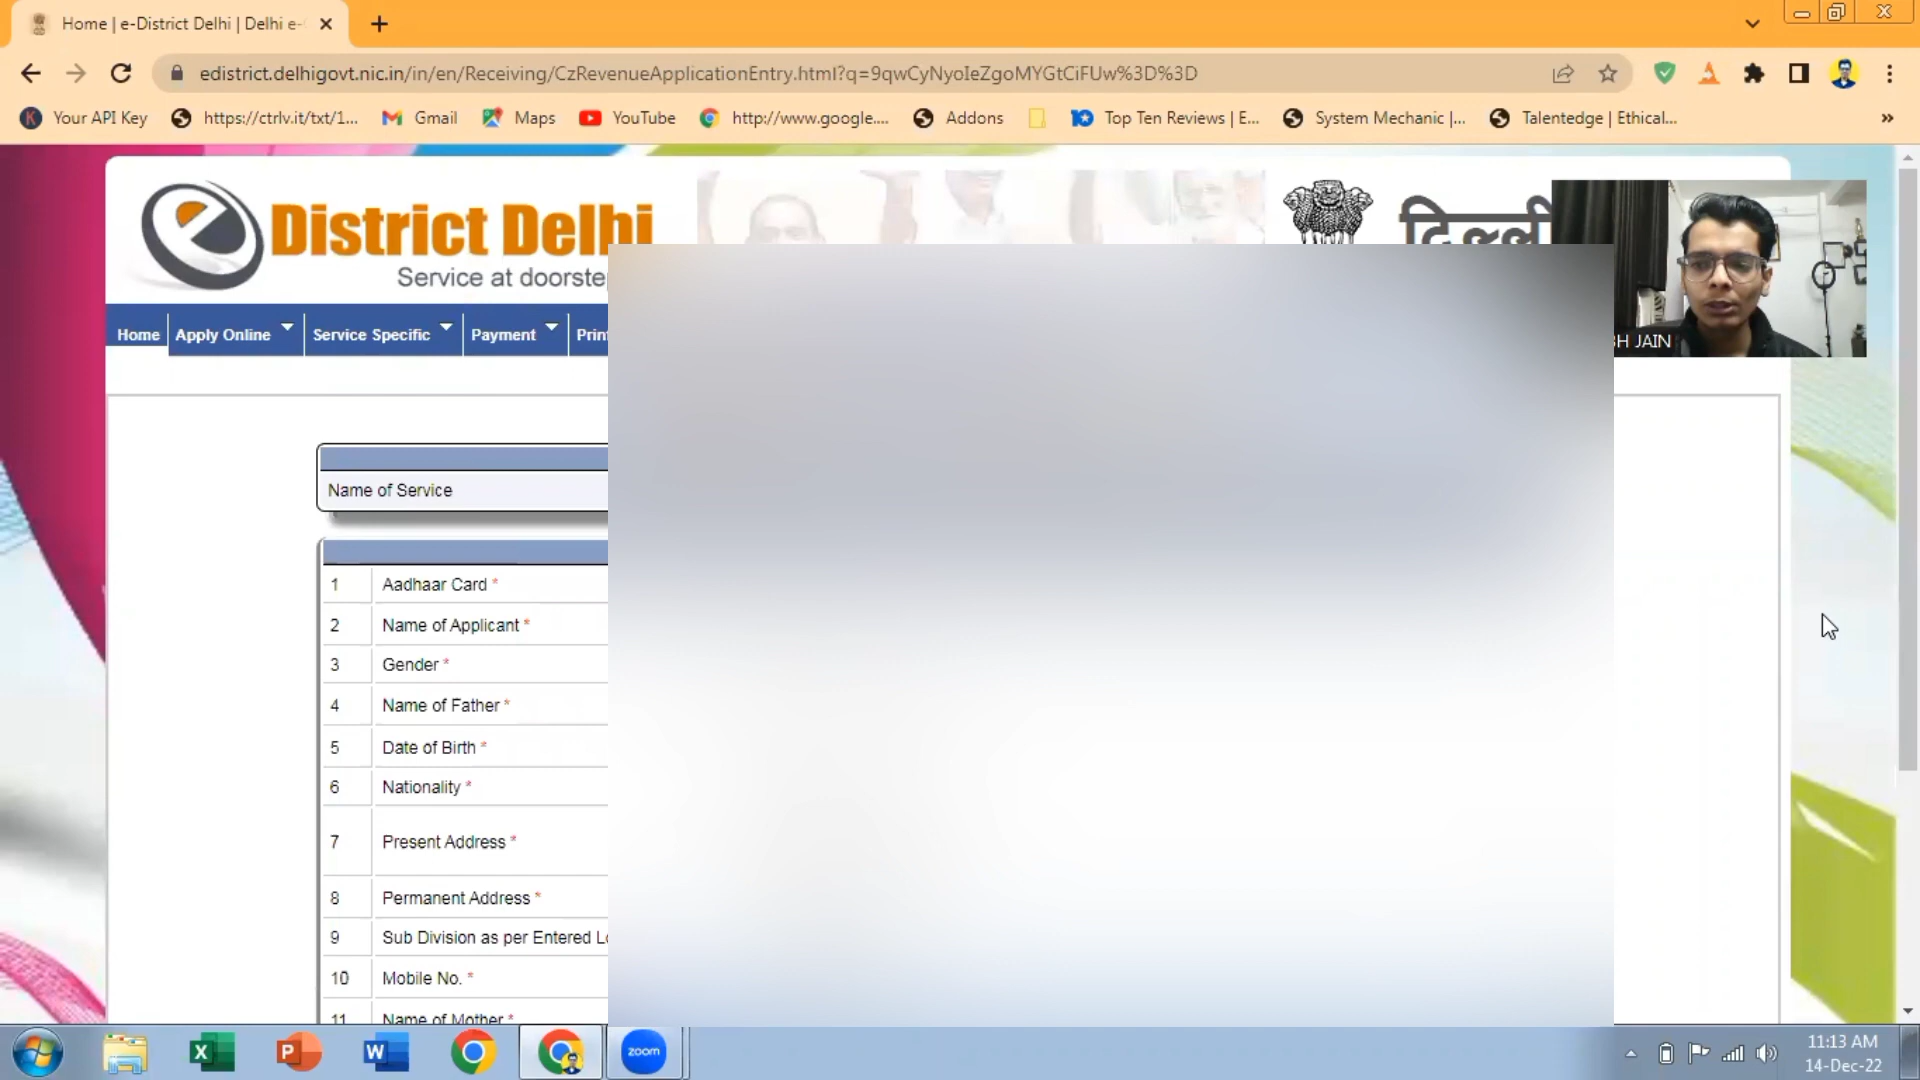 Home | e-District Delhi | Delhi e-
edistrict.delhigovt.nic.in/in/en/Receiving/CzRevenueApplicationEntry.html?q=9qwCyNyoIeZgoMYGtCiFUw%3D%3D
Your API Key
https://ctrlv.it/txt/1...
Gmail
Maps
YouTube
http://www.google....
Addons
Top Ten Reviews | E...
System Mechanic |...
Talentedge | Ethical...
»
e District Delhi
Service at doorste
दिल्ली
H JAIN
Home
Apply Online
Service Specific
Payment
Prin
Name of Service
1 Aadhaar Card *
2 Name of Applicant *
3 Gender *
4 Name of Father *
5 Date of Birth *
6 Nationality *
7 Present Address *
8 Permanent Address *
9 Sub Division as per Entered Lo
10 Mobile No. *
11 Name of Mother *
zoom
11:13 AM
14-Dec-22